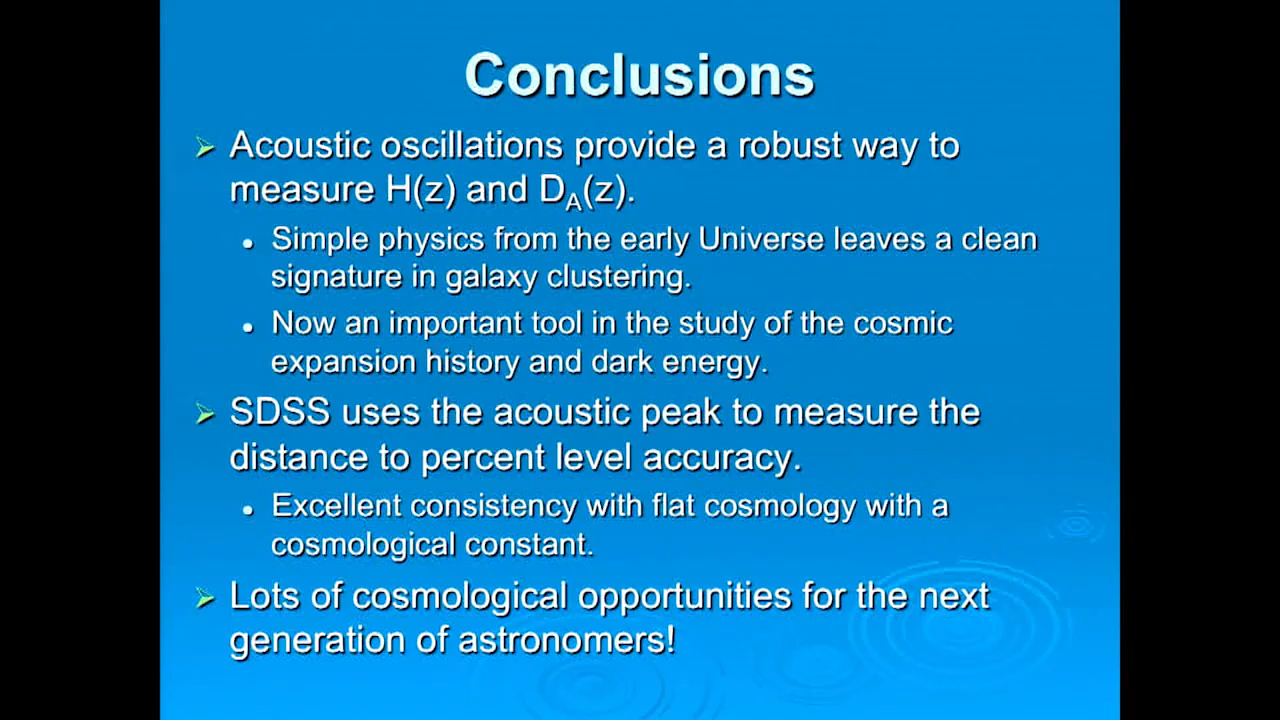 Conclusions
Acoustic oscillations provide a robust way to
measure H(z) and D_A(z).
Simple physics from the early Universe leaves a clean
signature in galaxy clustering.
Now an important tool in the study of the cosmic
expansion history and dark energy.
SDSS uses the acoustic peak to measure the
distance to percent level accuracy.
Excellent consistency with flat cosmology with a
cosmological constant.
Lots of cosmological opportunities for the next
generation of astronomers!